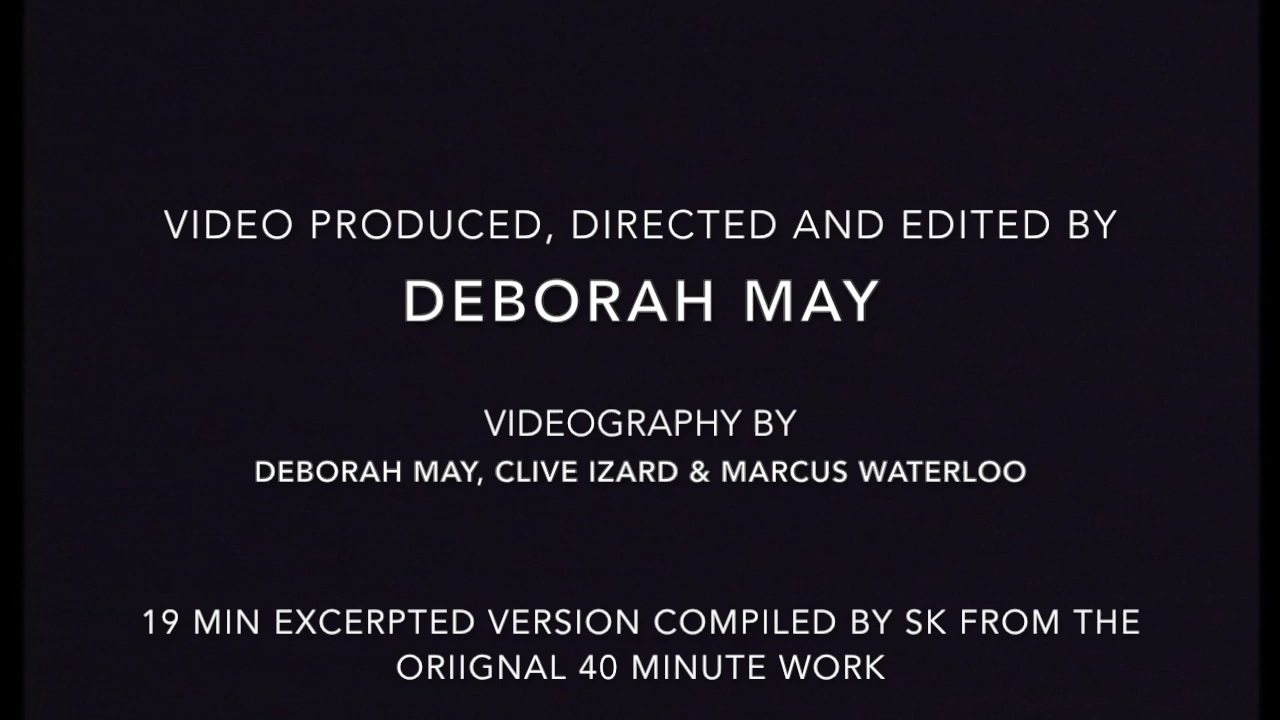 VIDEO PRODUCED, DIRECTED AND EDITED BY
DEBORAH MAY
VIDEOGRAPHY BY
DEBORAH MAY, CLIVE IZARD & MARCUS WATERLOO
19 MIN EXCERPTED VERSION COMPILED BY SK FROM THE
ORIIGNAL 40 MINUTE WORK